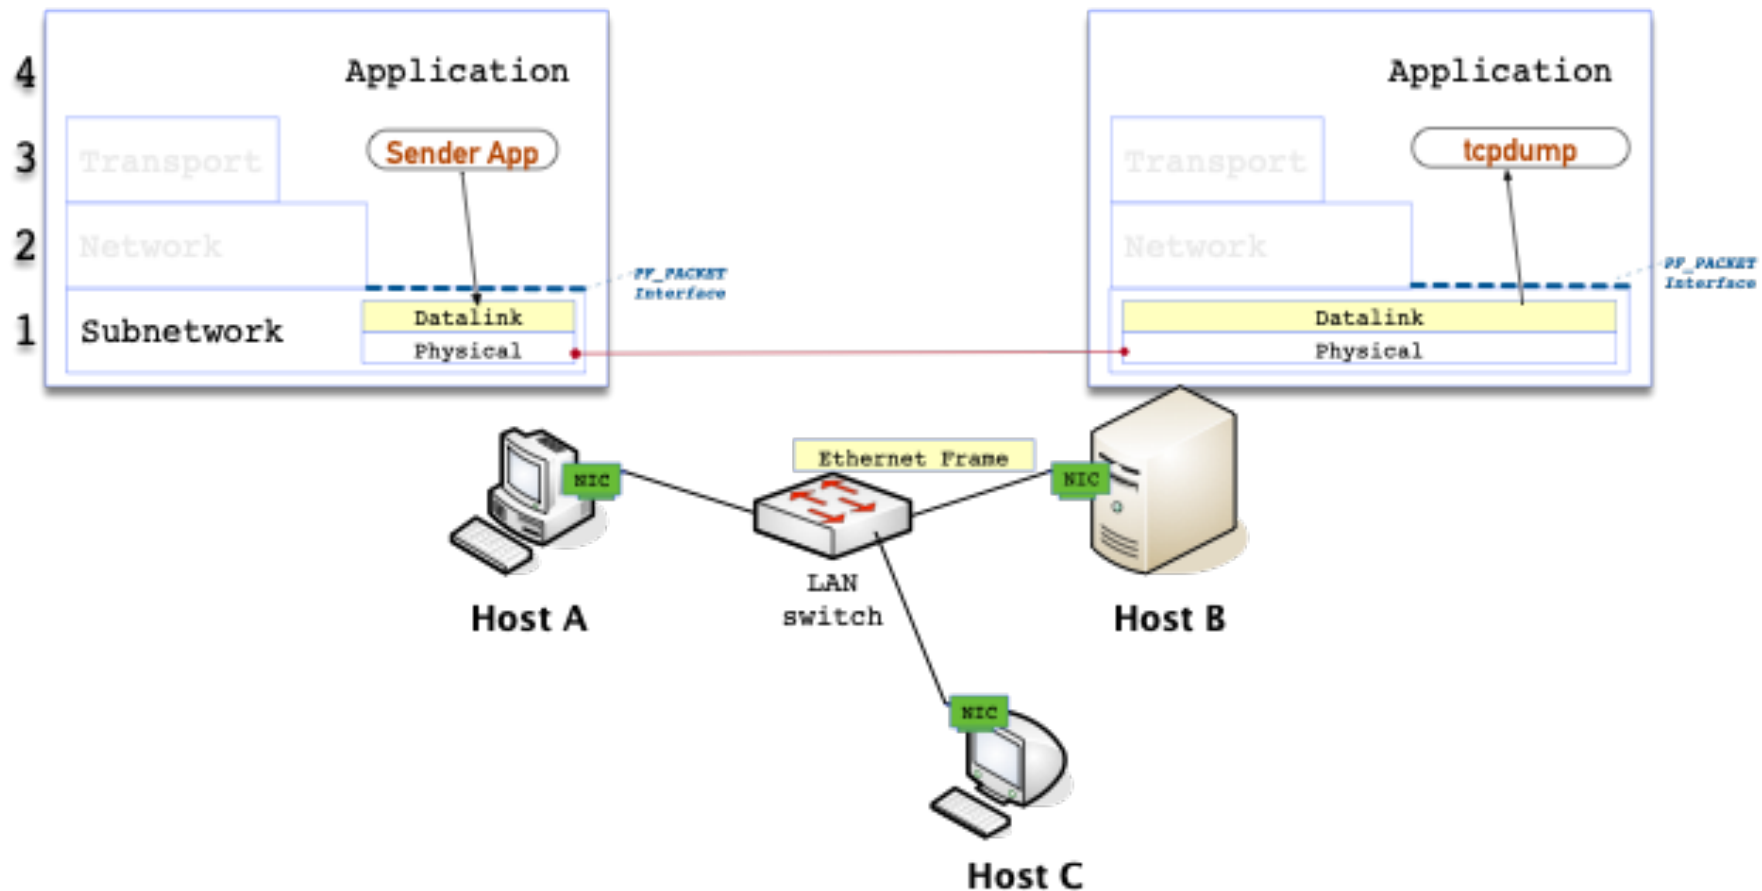 4
Application
3
Transport
Sender App
2
Network
PF_PACKET
Interface
1
Subnetwork
Datalink
Physical
Application
Transport
tcpdump
Network
PF_PACKET
Interface
Datalink
Physical
Ethernet Frame
NIC
NIC
LAN
switch
Host A
Host B
NIC
Host C